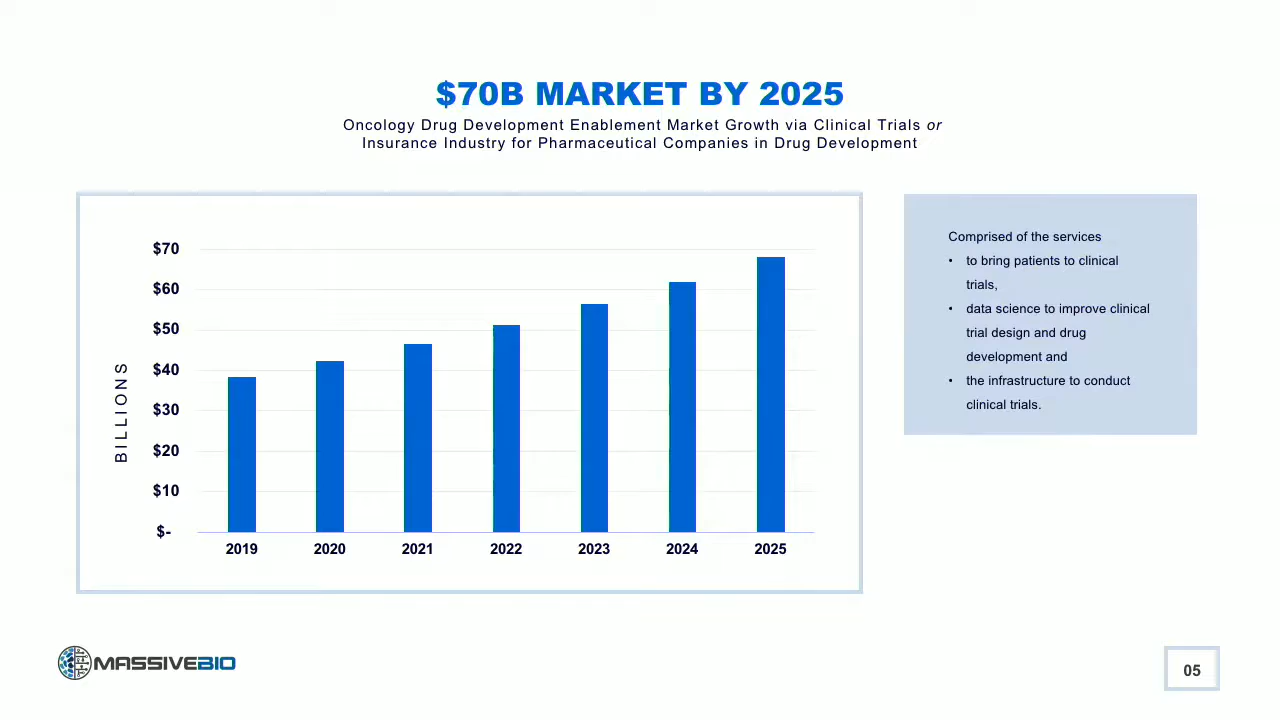 $70B MARKET BY 2025
Oncology Drug Development Enablement Market Growth via Clinical Trials or
Insurance Industry for Pharmaceutical Companies in Drug Development
$70
$60
$50
$40
$30
$20
$10
$-
BILLIONS
2019 2020 2021 2022 2023 2024 2025
Comprised of the services
• to bring patients to clinical
trials,
• data science to improve clinical
trial design and drug
development and
• the infrastructure to conduct
clinical trials.
MASSIVEBIO
05